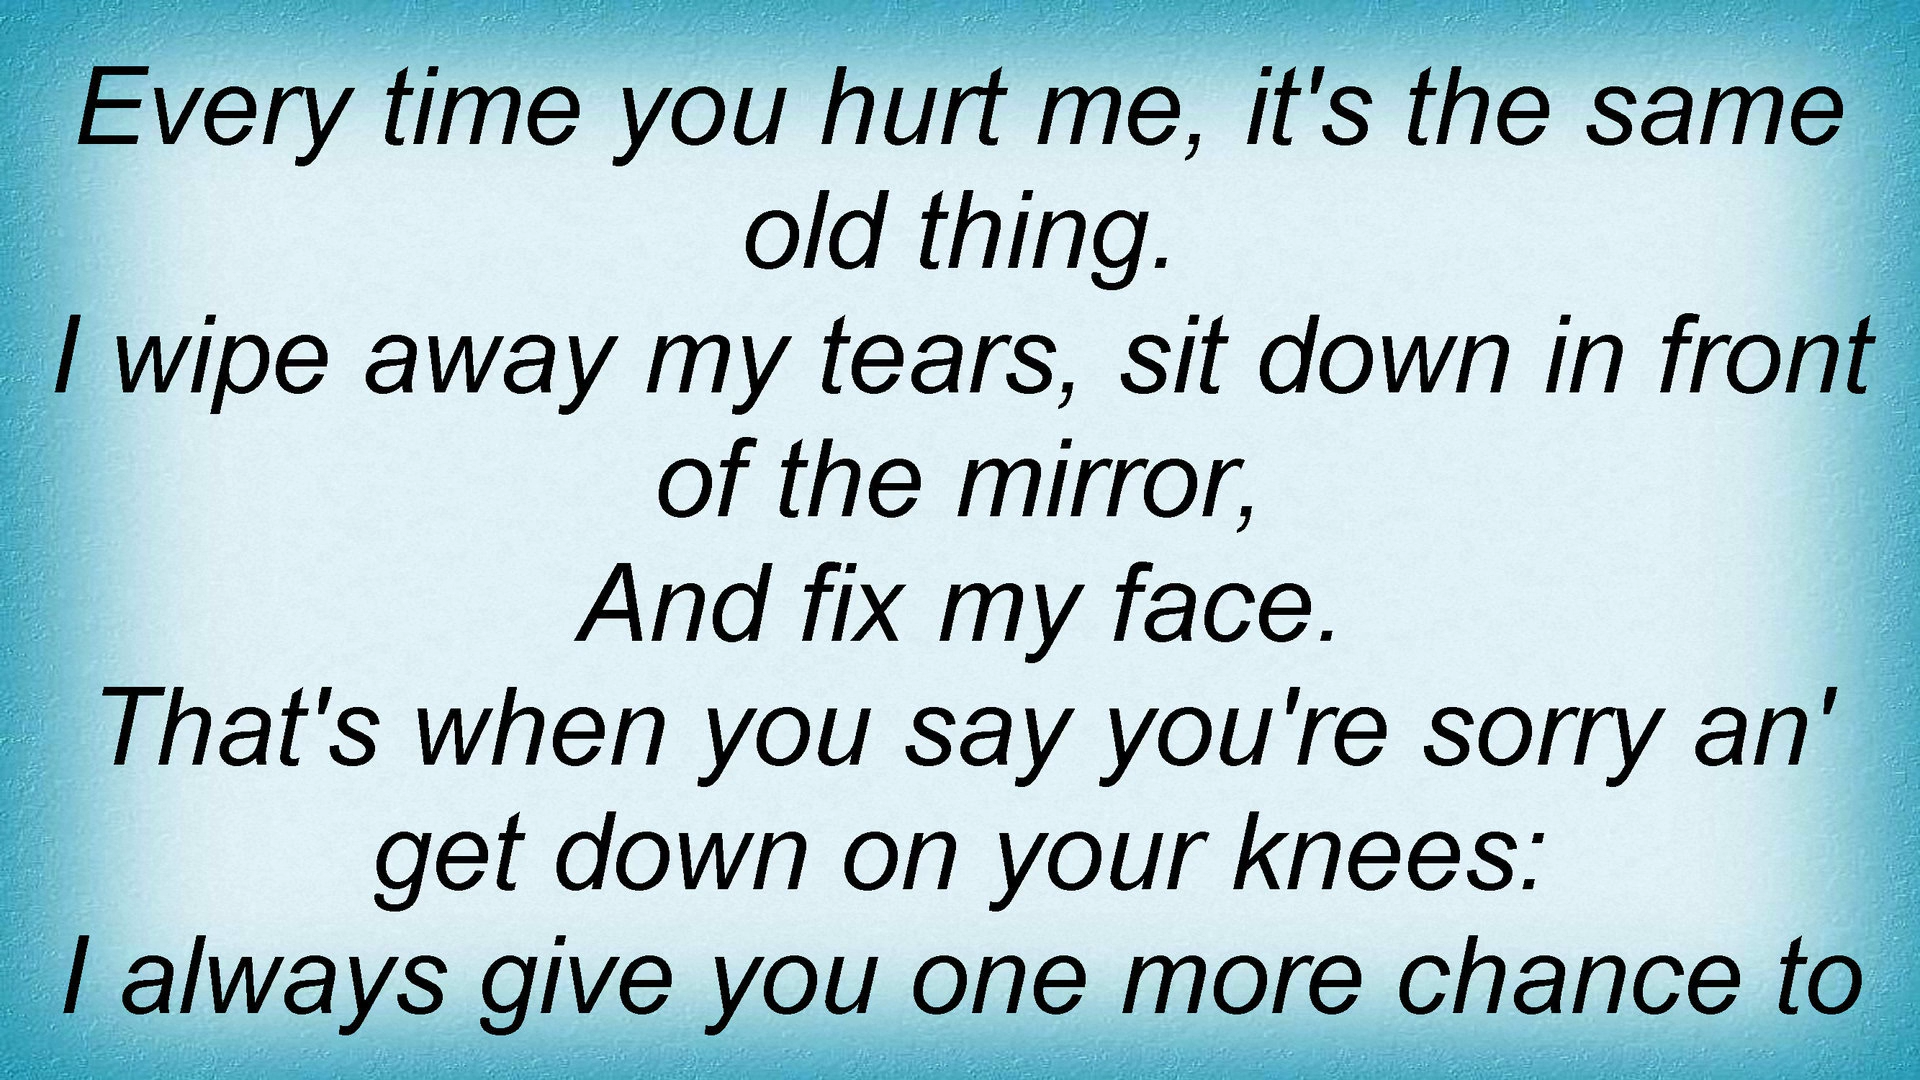 Every time you hurt me, it's the same
old thing.
I wipe away my tears, sit down in front
of the mirror,
And fix my face.
That's when you say you're sorry an'
get down on your knees:
I always give you one more chance to